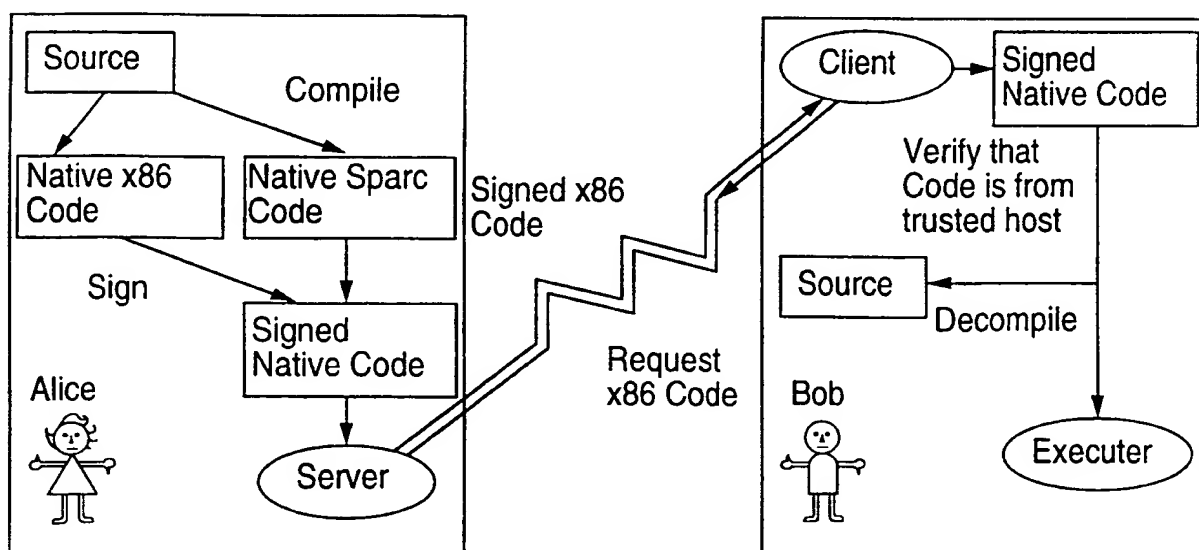 Source
Compile
Native x86
Code
Native Sparc
Code
Sign
Signed
Native Code
Alice
Server
Signed x86
Code
Request
x86 Code
Client
Signed
Native Code
Verify that
Code is from
trusted host
Source
Decompile
Bob
Executer